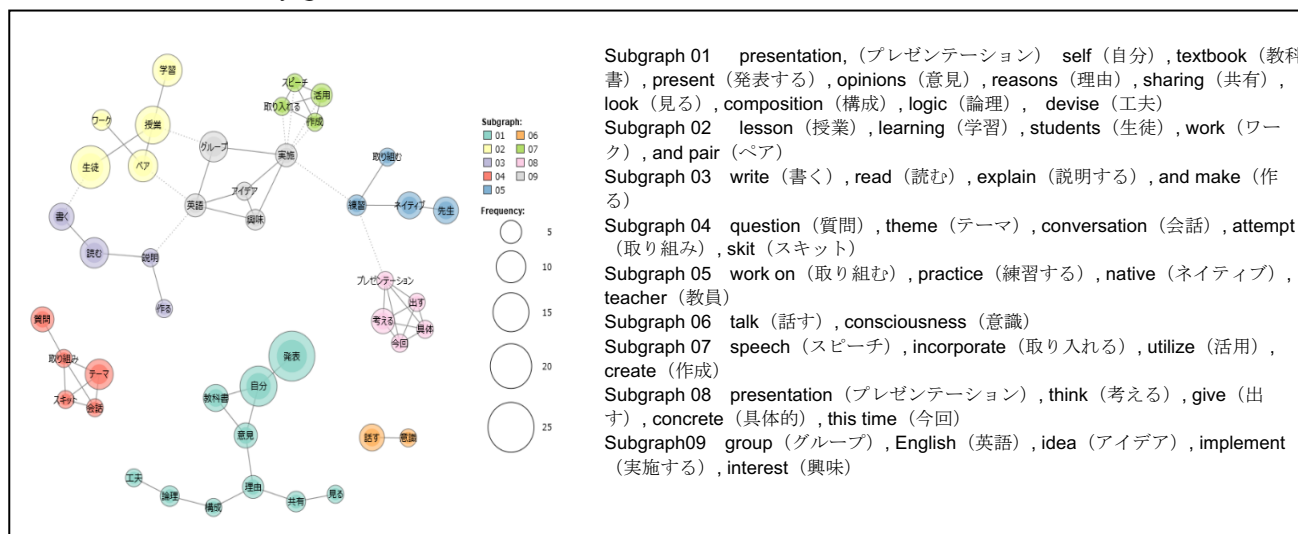 学習
ワーク
授業
生徒
ペア
書く
読む
説明
作る
グループ
英語
アイデア
興味
実施
スピーチ
取り入れる
活用
作成
取り組む
練習
ネイティブ
先生
プレゼンテーション
出す
考える
具体
今回
質問
取り組み
テーマ
スキット
会話
発表
自分
教科書
意見
理由
工夫
論理
構成
共有
見る
話す
意識
Subgraph:
01 06
02 07
03 08
04 09
05
Frequency:
5
10
15
20
25
Subgraph 01 presentation,（プレゼンテーション） self（自分）, textbook（教科
書）, present（発表する）, opinions（意見）, reasons（理由）, sharing（共有）,
look（見る）, composition（構成）, logic（論理）, devise（工夫）
Subgraph 02 lesson（授業）, learning（学習）, students（生徒）, work（ワー
ク）, and pair（ペア）
Subgraph 03 write（書く）, read（読む）, explain（説明する）, and make（作
る）
Subgraph 04 question（質問）, theme（テーマ）, conversation（会話）, attempt
（取り組み）, skit（スキット）
Subgraph 05 work on（取り組む）, practice（練習する）, native（ネイティブ）,
teacher（教員）
Subgraph 06 talk（話す）, consciousness（意識）
Subgraph 07 speech（スピーチ）, incorporate（取り入れる）, utilize（活用）,
create（作成）
Subgraph 08 presentation（プレゼンテーション）, think（考える）, give（出
す）, concrete（具体的）, this time（今回）
Subgraph09 group（グループ）, English（英語）, idea（アイデア）, implement
（実施する）, interest（興味）